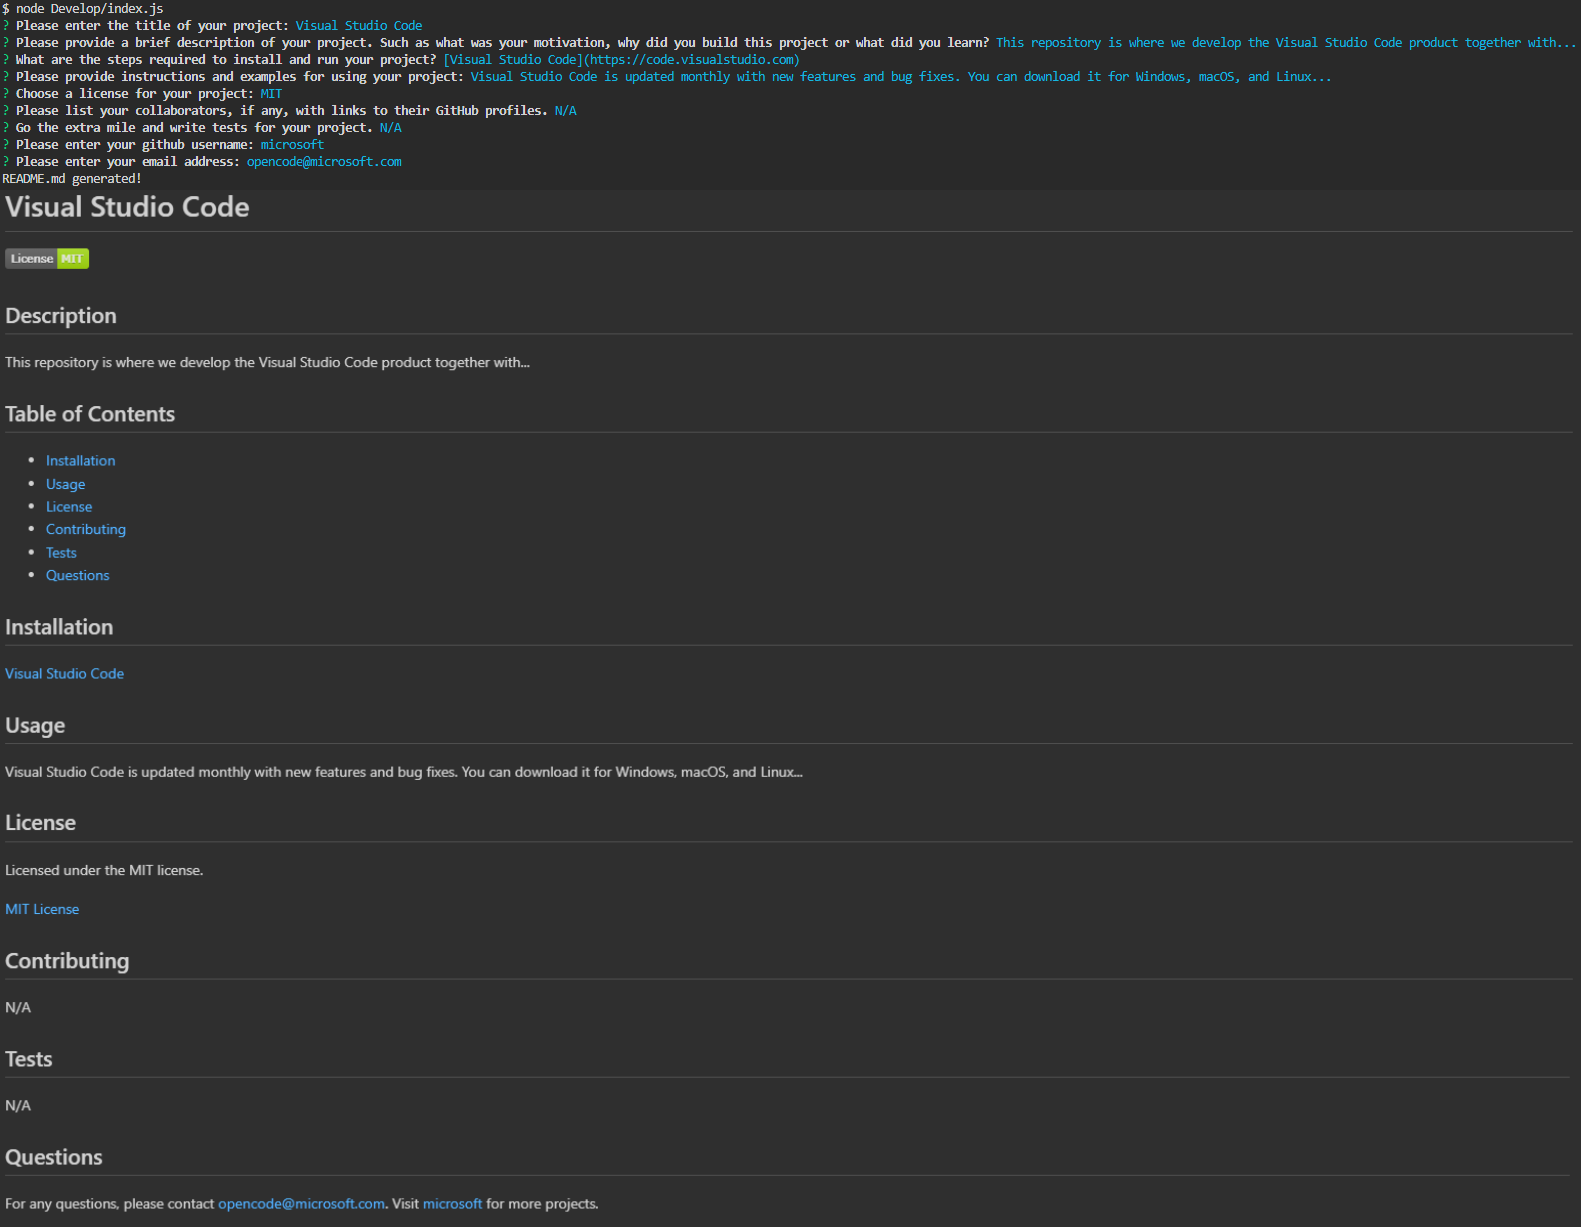 $ node Develop/index.js
? Please enter the title of your project: Visual Studio Code
? Please provide a brief description of your project. Such as what was your motivation, why did you build this project or what did you learn? This repository is where we develop the Visual Studio Code product together with...
? What are the steps required to install and run your project? [Visual Studio Code](https://code.visualstudio.com)
? Please provide instructions and examples for using your project: Visual Studio Code is updated monthly with new features and bug fixes. You can download it for Windows, macOS, and Linux...
? Choose a license for your project: MIT
? Please list your collaborators, if any, with links to their GitHub profiles. N/A
? Go the extra mile and write tests for your project. N/A
? Please enter your github username: microsoft
? Please enter your email address: opencode@microsoft.com
README.md generated!
Visual Studio Code
License MIT
Description
This repository is where we develop the Visual Studio Code product together with...
Table of Contents
• Installation
• Usage
• License
• Contributing
• Tests
• Questions
Installation
Visual Studio Code
Usage
Visual Studio Code is updated monthly with new features and bug fixes. You can download it for Windows, macOS, and Linux...
License
Licensed under the MIT license.
MIT License
Contributing
N/A
Tests
N/A
Questions
For any questions, please contact opencode@microsoft.com. Visit microsoft for more projects.